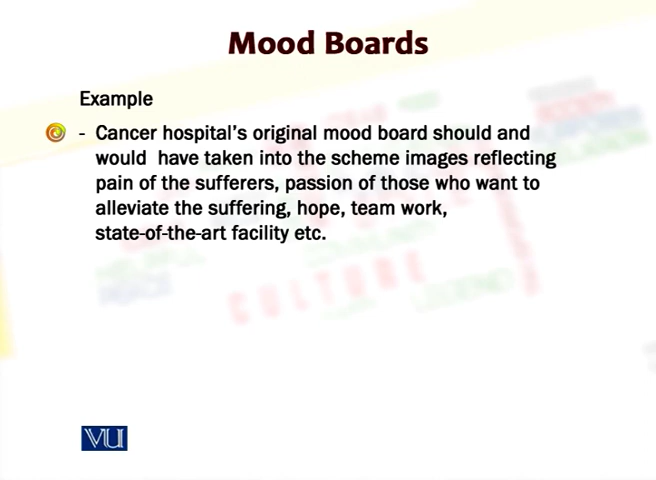 Mood Boards
Example
- Cancer hospital's original mood board should and
would have taken into the scheme images reflecting
pain of the sufferers, passion of those who want to
alleviate the suffering, hope, team work,
state-of-the-art facility etc.
CULTURE
VU